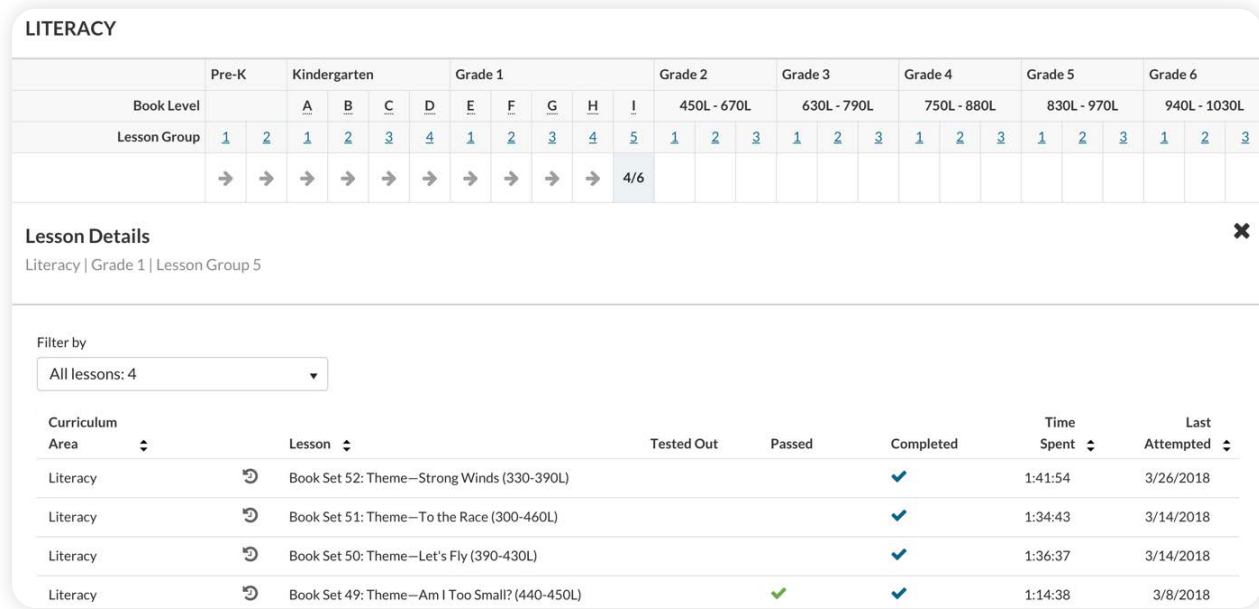 LITERACY
Pre-K Kindergarten Grade 1 Grade 2 Grade 3 Grade 4 Grade 5 Grade 6
Book Level A B C D E F G H I 450L - 670L 630L - 790L 750L - 880L 830L - 970L 940L - 1030L
Lesson Group 1 2 1 2 3 4 1 2 3 4 5 1 2 3 1 2 3 1 2 3 1 2 3 1 2 3
4/6
Lesson Details
Literacy | Grade 1 | Lesson Group 5
Filter by
All lessons: 4
Curriculum Area Lesson Tested Out Passed Completed Time Spent Last Attempted
Literacy Book Set 52: Theme—Strong Winds (330-390L) 1:41:54 3/26/2018
Literacy Book Set 51: Theme—To the Race (300-460L) 1:34:43 3/14/2018
Literacy Book Set 50: Theme—Let's Fly (390-430L) 1:36:37 3/14/2018
Literacy Book Set 49: Theme—Am I Too Small? (440-450L) 1:14:38 3/8/2018